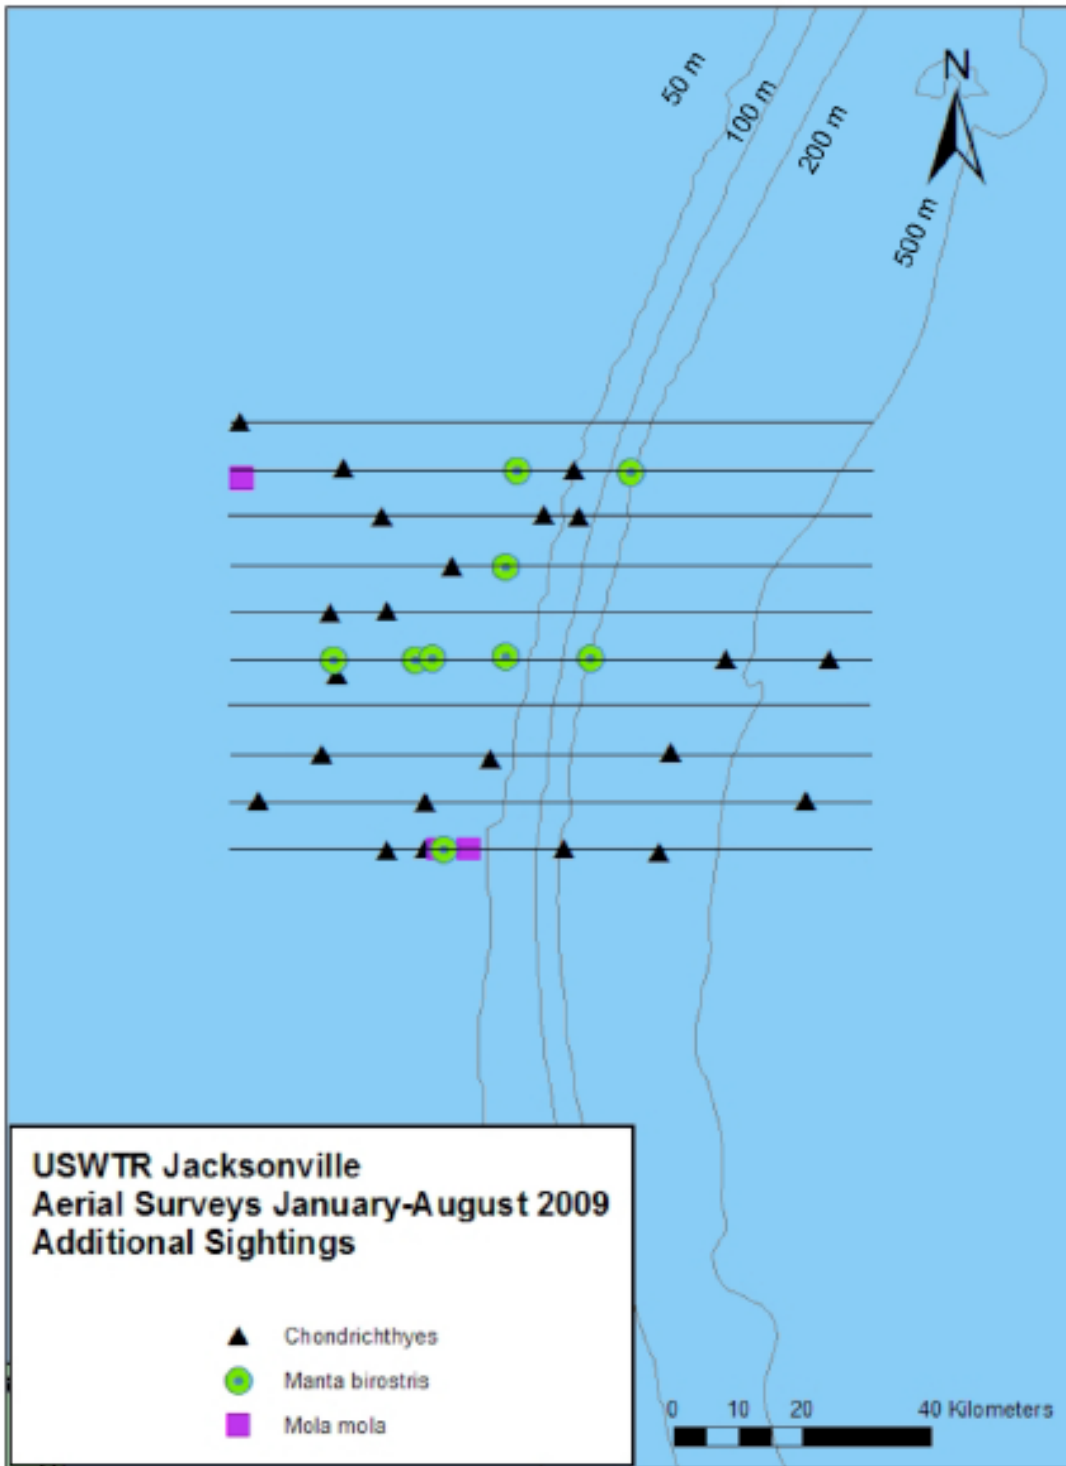 N
50 m
100 m
200 m
500 m
USWTR Jacksonville
Aerial Surveys January-August 2009
Additional Sightings
Chondrichthyes
Manta birostris
Mola mola
0 10 20 40 Kilometers